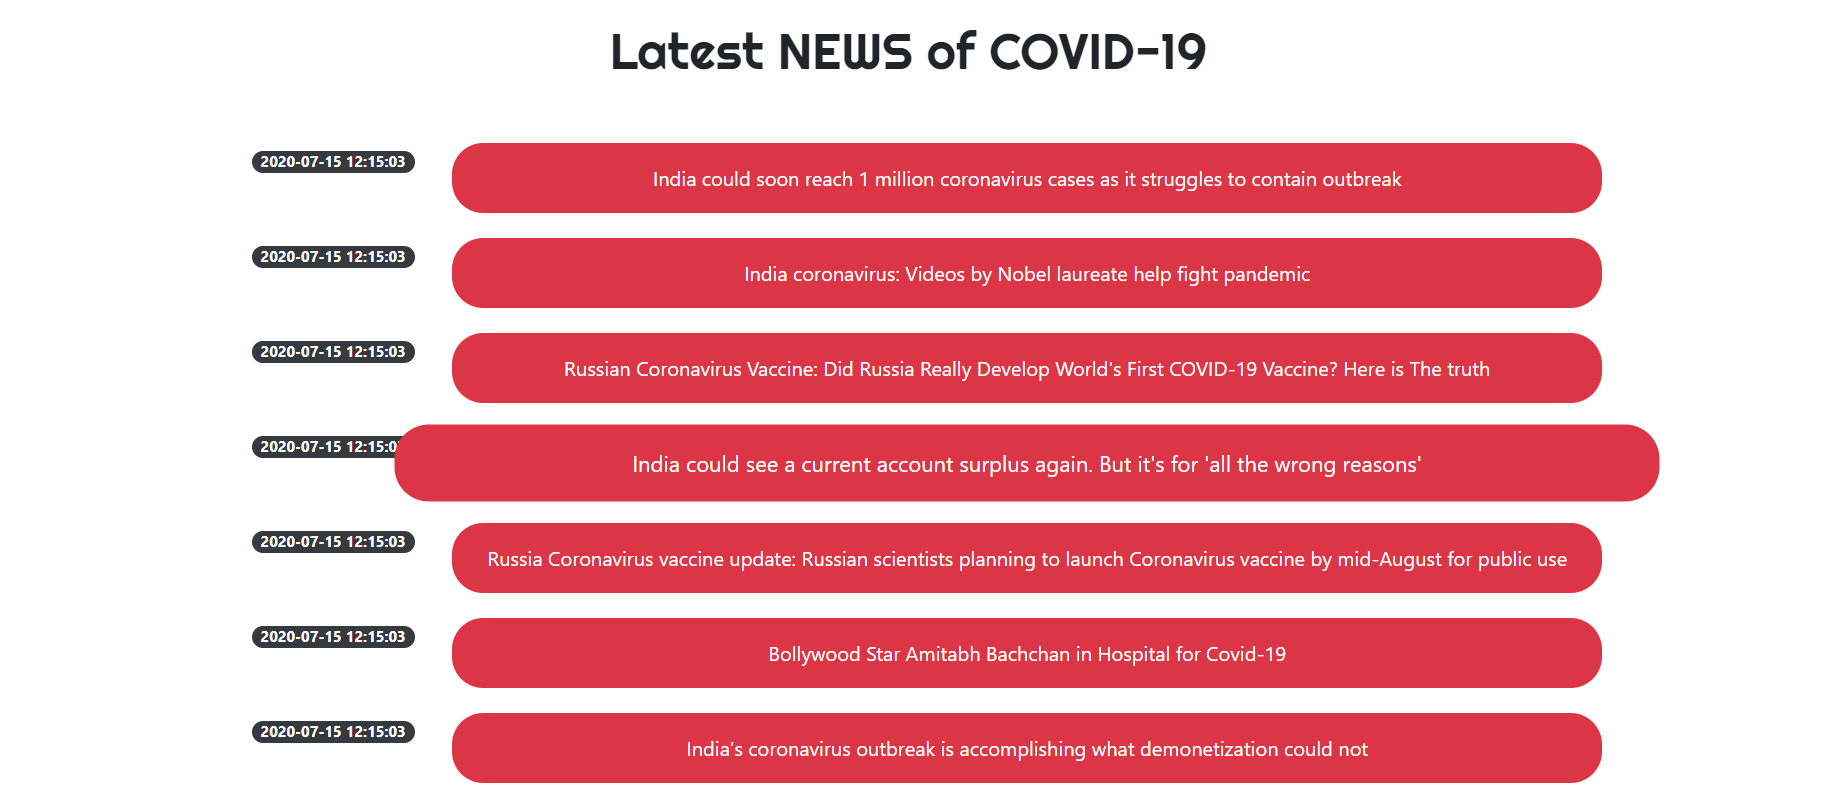 Latest NEWS of COVID-19
2020-07-15 12:15:03
India could soon reach 1 million coronavirus cases as it struggles to contain outbreak
2020-07-15 12:15:03
India coronavirus: Videos by Nobel laureate help fight pandemic
2020-07-15 12:15:03
Russian Coronavirus Vaccine: Did Russia Really Develop World's First COVID-19 Vaccine? Here is The truth
2020-07-15 12:15:0
India could see a current account surplus again. But it's for 'all the wrong reasons'
2020-07-15 12:15:03
Russia Coronavirus vaccine update: Russian scientists planning to launch Coronavirus vaccine by mid-August for public use
2020-07-15 12:15:03
Bollywood Star Amitabh Bachchan in Hospital for Covid-19
2020-07-15 12:15:03
India’s coronavirus outbreak is accomplishing what demonetization could not